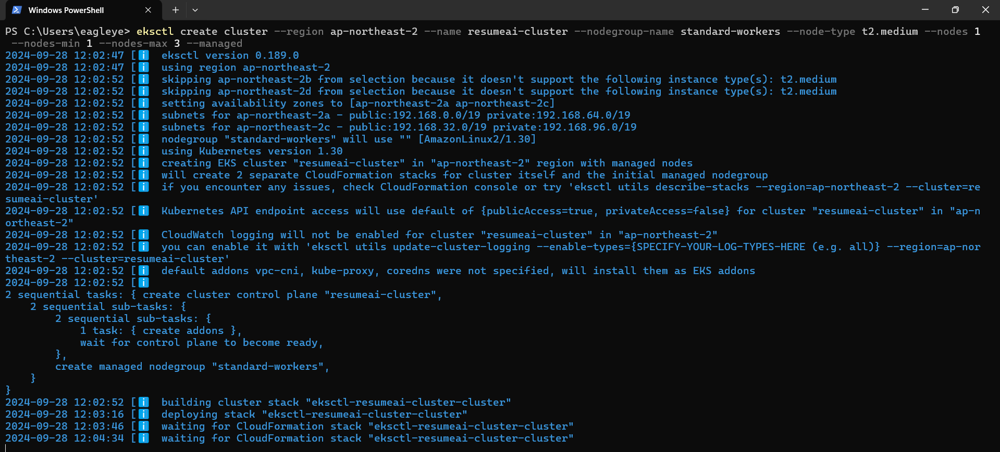 Windows PowerShell
PS C:\Users\eagleye> eksctl create cluster --region ap-northeast-2 --name resumeai-cluster --nodegroup-name standard-workers --node-type t2.medium --nodes 1
--nodes-min 1 --nodes-max 3 --managed
2024-09-28 12:02:47 [ℹ]  eksctl version 0.189.0
2024-09-28 12:02:47 [ℹ]  using region ap-northeast-2
2024-09-28 12:02:52 [ℹ]  skipping ap-northeast-2b from selection because it doesn't support the following instance type(s): t2.medium
2024-09-28 12:02:52 [ℹ]  skipping ap-northeast-2d from selection because it doesn't support the following instance type(s): t2.medium
2024-09-28 12:02:52 [ℹ]  setting availability zones to [ap-northeast-2a ap-northeast-2c]
2024-09-28 12:02:52 [ℹ]  subnets for ap-northeast-2a - public:192.168.0.0/19 private:192.168.64.0/19
2024-09-28 12:02:52 [ℹ]  subnets for ap-northeast-2c - public:192.168.32.0/19 private:192.168.96.0/19
2024-09-28 12:02:52 [ℹ]  nodegroup "standard-workers" will use "" [AmazonLinux2/1.30]
2024-09-28 12:02:52 [ℹ]  using Kubernetes version 1.30
2024-09-28 12:02:52 [ℹ]  creating EKS cluster "resumeai-cluster" in "ap-northeast-2" region with managed nodes
2024-09-28 12:02:52 [ℹ]  will create 2 separate CloudFormation stacks for cluster itself and the initial managed nodegroup
2024-09-28 12:02:52 [ℹ]  if you encounter any issues, check CloudFormation console or try 'eksctl utils describe-stacks --region=ap-northeast-2 --cluster=re
sumeai-cluster'
2024-09-28 12:02:52 [ℹ]  Kubernetes API endpoint access will use default of {publicAccess=true, privateAccess=false} for cluster "resumeai-cluster" in "ap-n
ortheast-2"
2024-09-28 12:02:52 [ℹ]  CloudWatch logging will not be enabled for cluster "resumeai-cluster" in "ap-northeast-2"
2024-09-28 12:02:52 [ℹ]  you can enable it with 'eksctl utils update-cluster-logging --enable-types={SPECIFY-YOUR-LOG-TYPES-HERE (e.g. all)} --region=ap-nor
theast-2 --cluster=resumeai-cluster'
2024-09-28 12:02:52 [ℹ]  default addons vpc-cni, kube-proxy, coredns were not specified, will install them as EKS addons
2024-09-28 12:02:52 [ℹ]
2 sequential tasks: { create cluster control plane "resumeai-cluster",
    2 sequential sub-tasks: {
        2 sequential sub-tasks: {
            1 task: { create addons },
            wait for control plane to become ready,
        },
        create managed nodegroup "standard-workers",
    }
}
2024-09-28 12:02:52 [ℹ]  building cluster stack "eksctl-resumeai-cluster-cluster"
2024-09-28 12:03:16 [ℹ]  deploying stack "eksctl-resumeai-cluster-cluster"
2024-09-28 12:03:46 [ℹ]  waiting for CloudFormation stack "eksctl-resumeai-cluster-cluster"
2024-09-28 12:04:34 [ℹ]  waiting for CloudFormation stack "eksctl-resumeai-cluster-cluster"